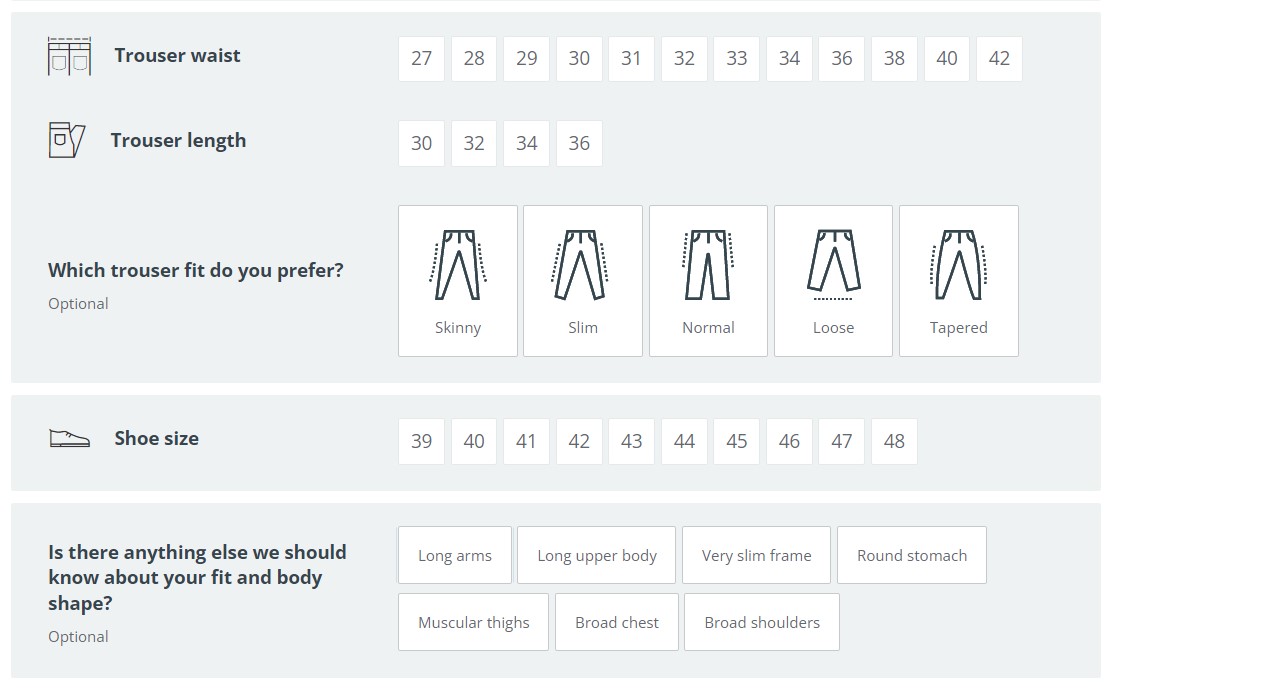 Trouser waist
27 28 29 30 31 32 33 34 36 38 40 42
Trouser length
30 32 34 36
Which trouser fit do you prefer?
Optional
Skinny Slim Normal Loose Tapered
Shoe size
39 40 41 42 43 44 45 46 47 48
Is there anything else we should
know about your fit and body
shape?
Optional
Long arms Long upper body Very slim frame Round stomach
Muscular thighs Broad chest Broad shoulders